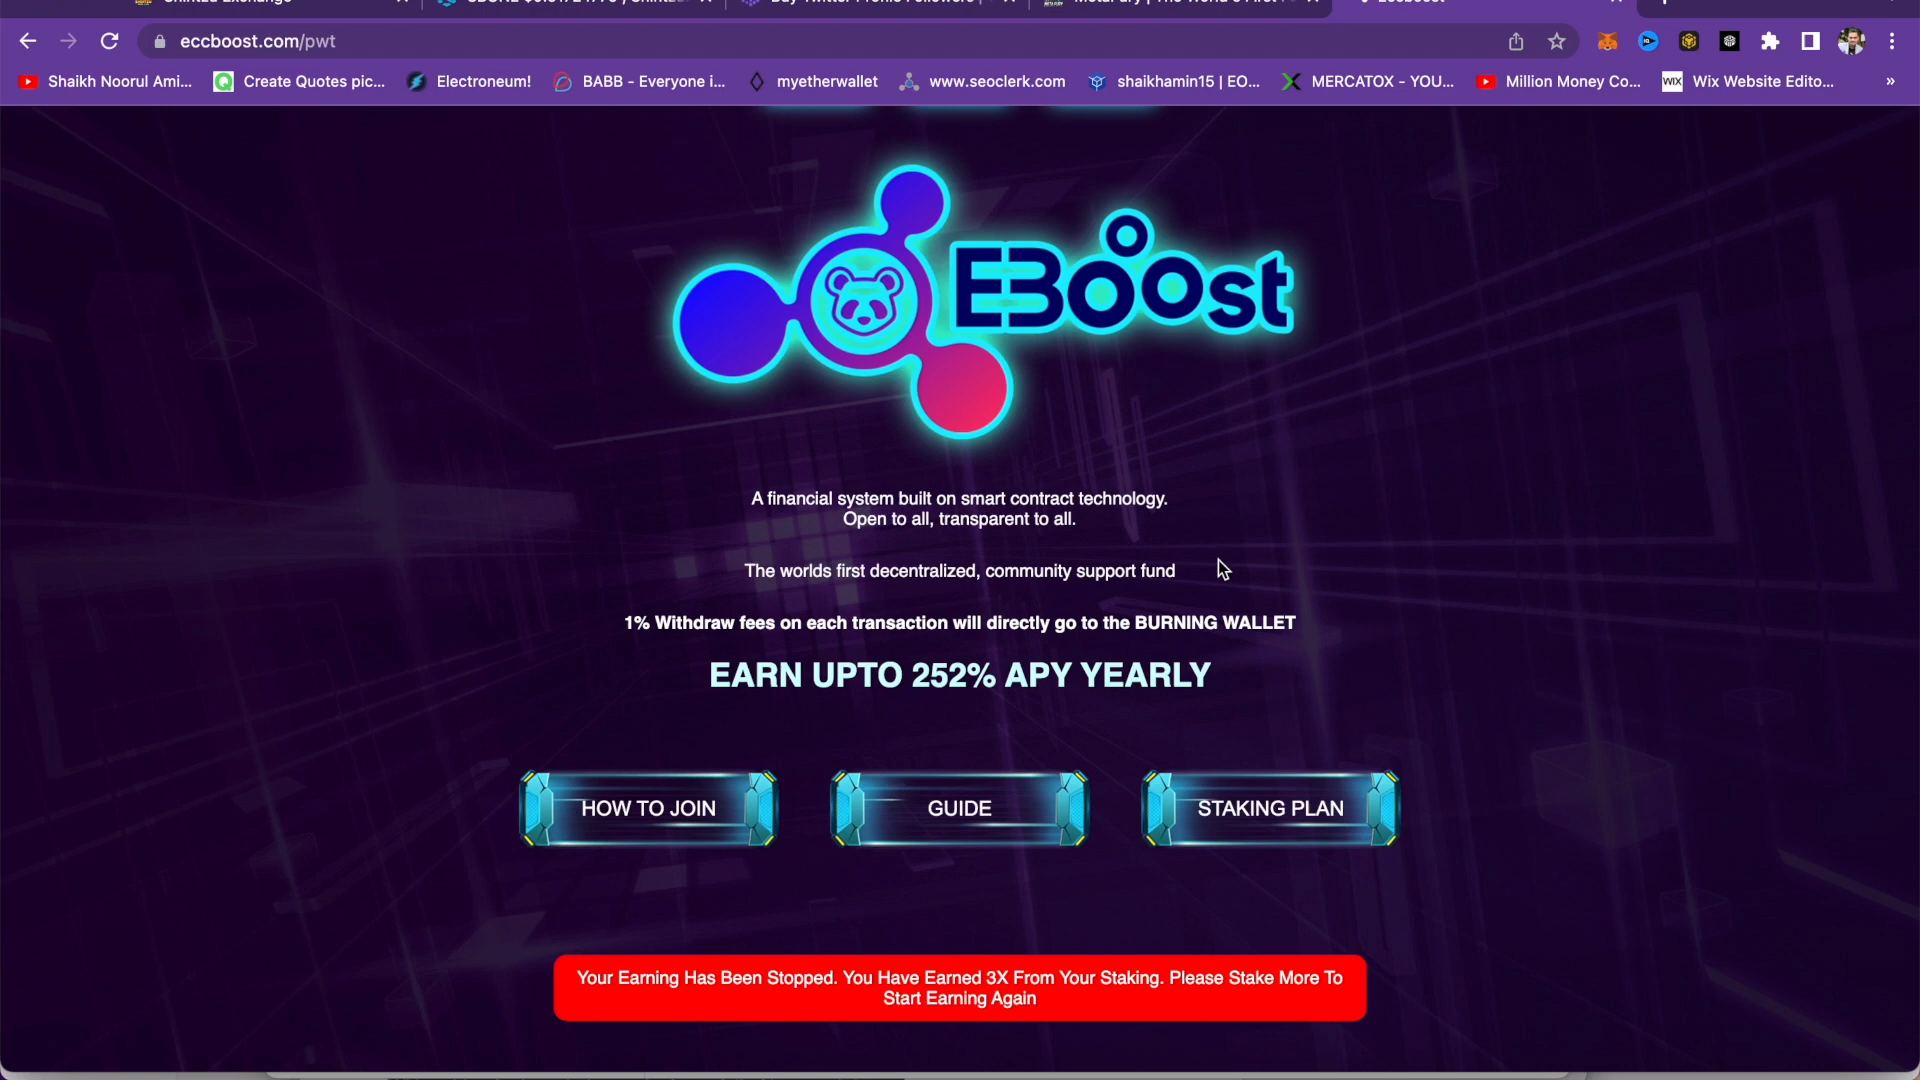 eccboost.com/pwt
Shaikh Noorul Ami...
Create Quotes pic...
Electroneum!
BABB - Everyone i...
myetherwallet
www.seoclerk.com
shaikhamin15 | EO...
MERCATOX - YOU...
Million Money Co...
WIX
Wix Website Edito...
»
EBoost
A financial system built on smart contract technology.
Open to all, transparent to all.
The worlds first decentralized, community support fund
1% Withdraw fees on each transaction will directly go to the BURNING WALLET
EARN UPTO 252% APY YEARLY
HOW TO JOIN
GUIDE
STAKING PLAN
Your Earning Has Been Stopped. You Have Earned 3X From Your Staking. Please Stake More To
Start Earning Again